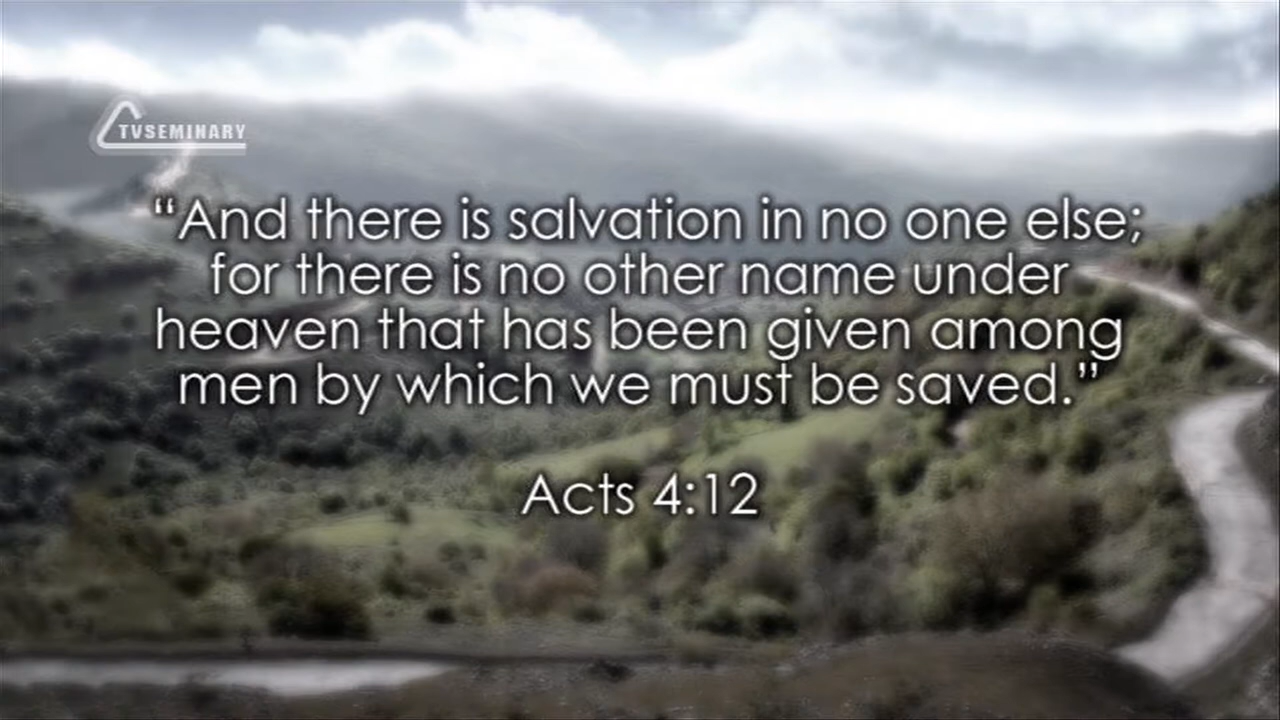 TVSEMINARY
“And there is salvation in no one else;
for there is no other name under
heaven that has been given among
men by which we must be saved.”
Acts 4:12